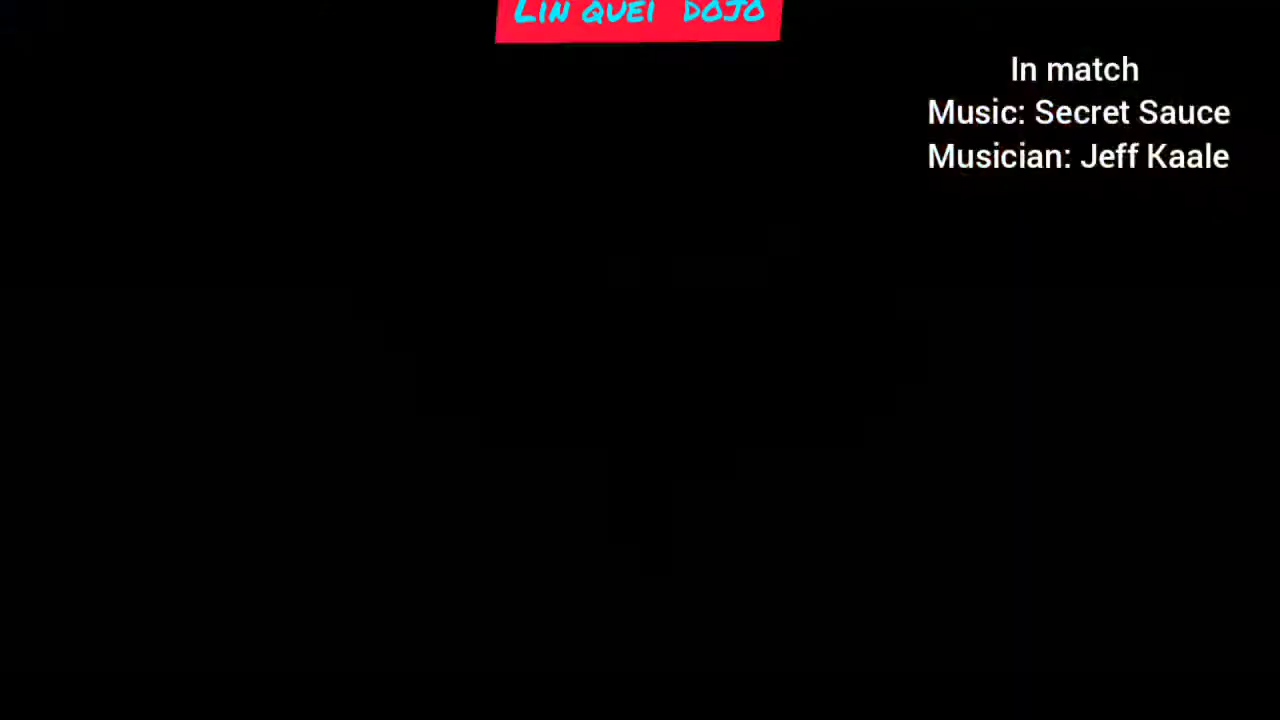 Lin quei dojo
In match
Music: Secret Sauce
Musician: Jeff Kaale